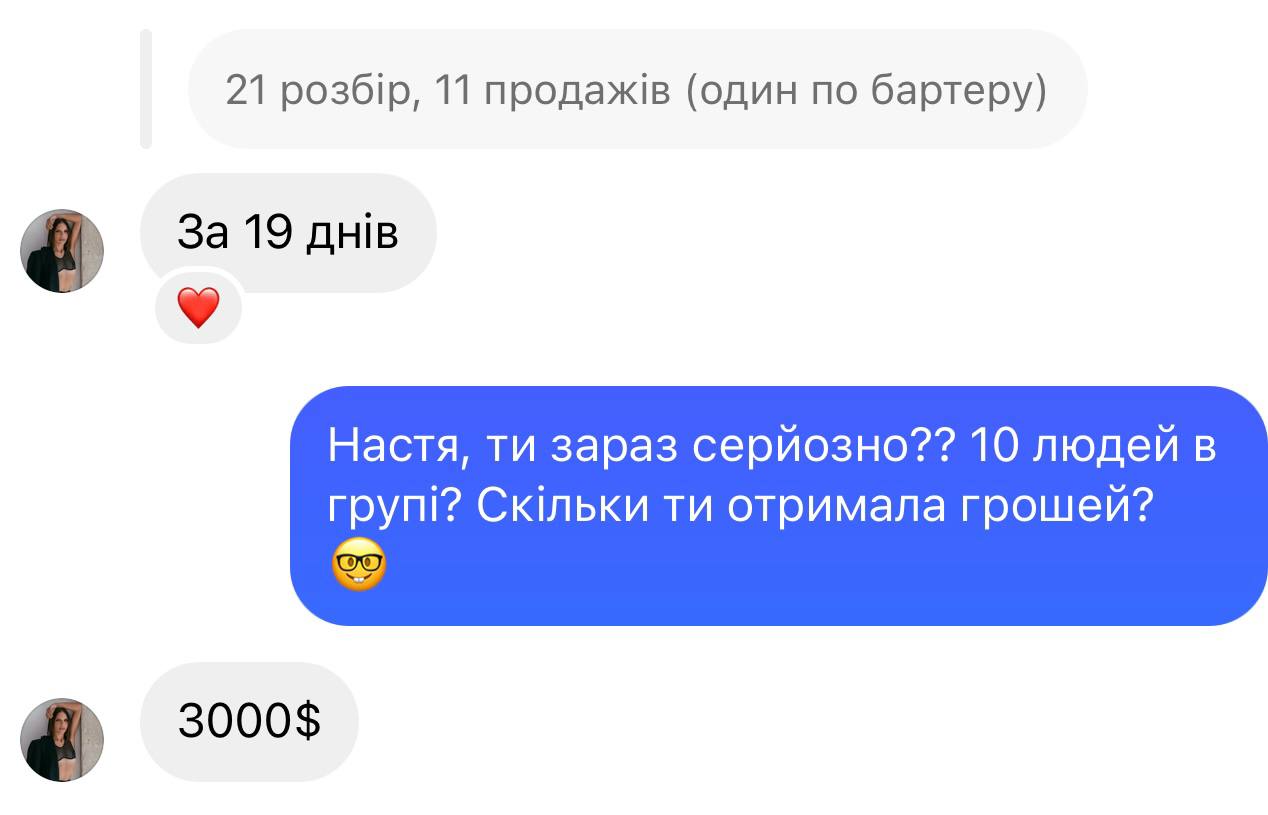 21 розбір, 11 продажів (один по бартеру)
За 19 днів
Настя, ти зараз серйозно?? 10 людей в
групі? Скільки ти отримала грошей?
3000$